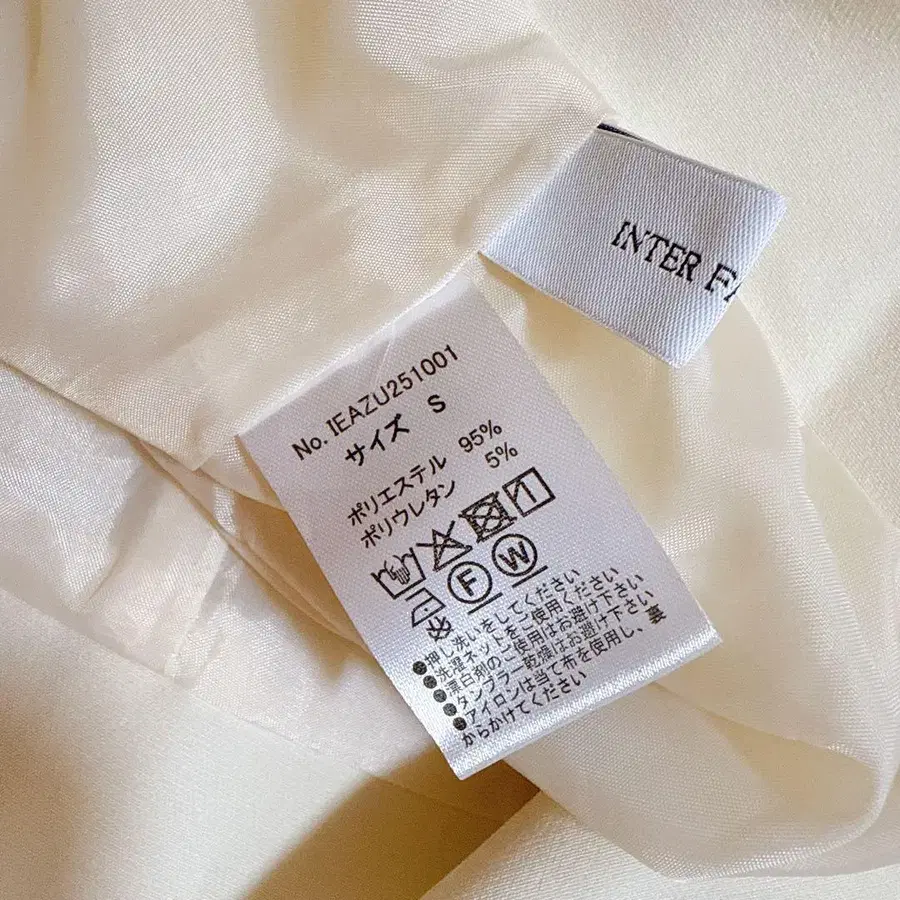 INTER FA
No. IEAZU251001
サイズ S
ポリエステル 95%
ポリウレタン 5%
F W
●押し洗いをしてください
●洗濯ネットをご使用ください
●漂白剤のご使用はお避け下さい
●タンブラー乾燥はお避け下さい
●アイロンは当て布を使用し、裏
からかけてください